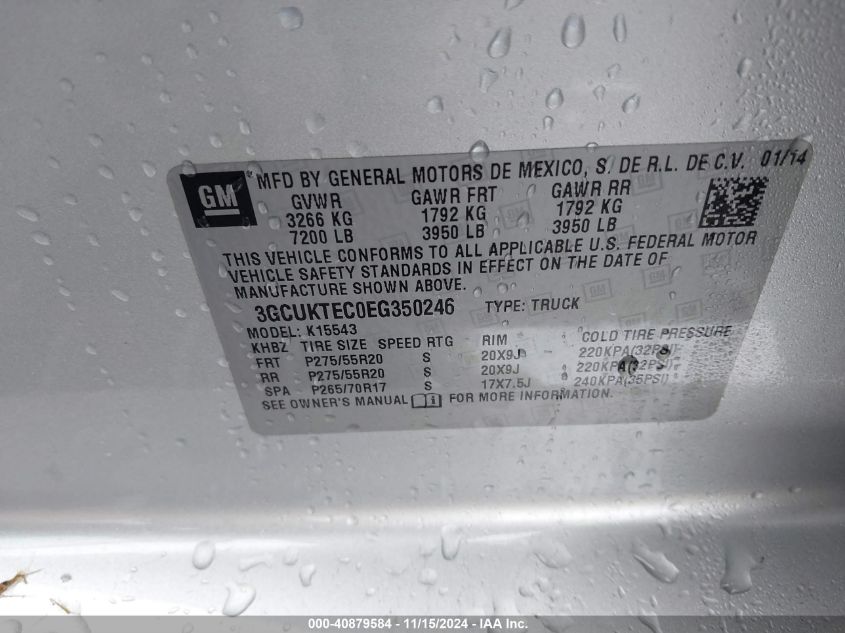 GM ® MFD BY GENERAL MOTORS DE MEXICO, S. DE R.L. DE C.V. 01/14
GVWR GAWR FRT GAWR RR
3266 KG 1792 KG 1792 KG
7200 LB 3950 LB 3950 LB
THIS VEHICLE CONFORMS TO ALL APPLICABLE U.S. FEDERAL MOTOR
VEHICLE SAFETY STANDARDS IN EFFECT ON THE DATE OF
MANUFACTURE SHOWN ABOVE.
3GCUKTEC0EG350246 TYPE: TRUCK
MODEL: K15543
KHBZ TIRE SIZE SPEED RTG RIM COLD TIRE PRESSURE
FRT P275/55R20 S 20X9J 220KPA(32PSI)
RR P275/55R20 S 20X9J 220KPA(32PSI)
SPA P265/70R17 S 17X7.5J 240KPA(35PSI)
SEE OWNER'S MANUAL FOR MORE INFORMATION.
000-40879584 - 11/15/2024 - IAA Inc.